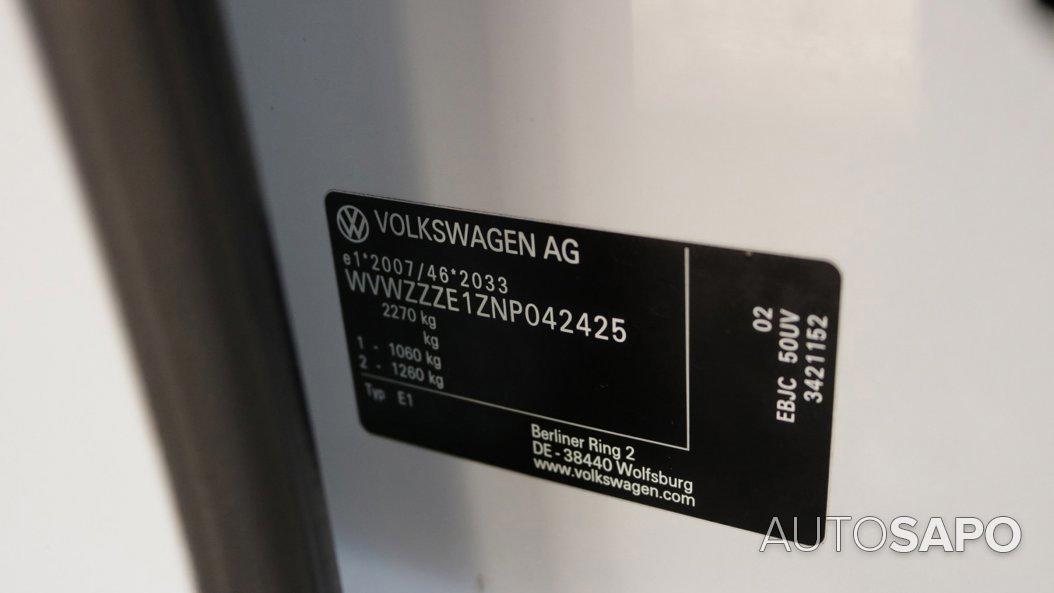 VOLKSWAGEN AG
e1*2007/46*2033
WVWZZZE1ZNP042425
2270 kg
kg
1 - 1060 kg
2 - 1260 kg
Typ E1
Berliner Ring 2
DE - 38440 Wolfsburg
www.volkswagen.com
02
EBJC 50UV
3421152
AUTOSAPO